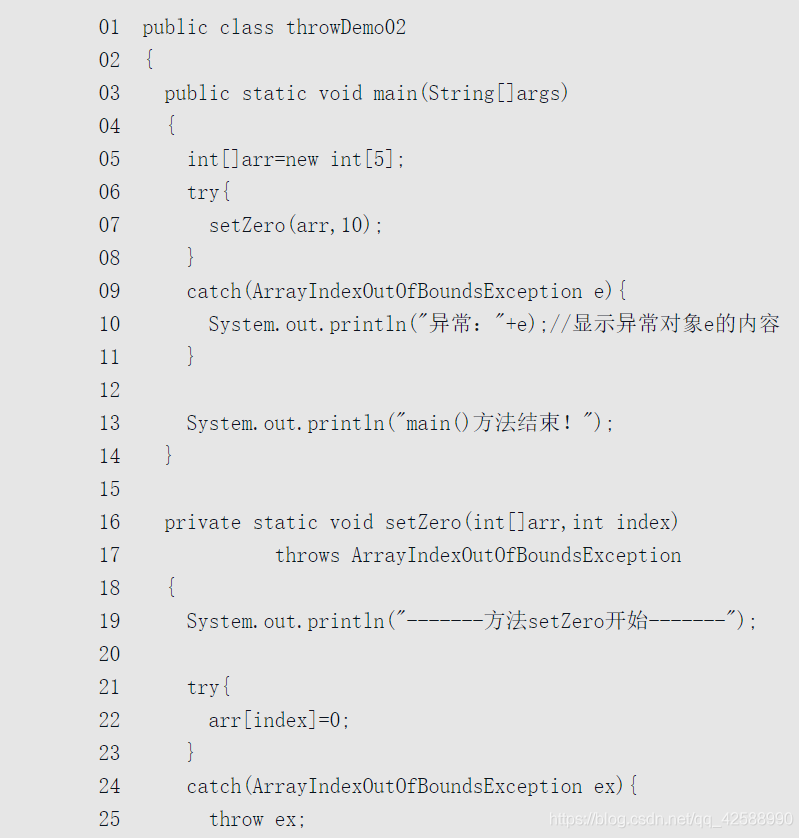 01 public class throwDemo02
02 {
03 public static void main(String[]args)
04 {
05 int[]arr=new int[5];
06 try{
07 setZero(arr,10);
08 }
09 catch(ArrayIndexOutOfBoundsException e){
10 System.out.println("异常："+e);//显示异常对象e的内容
11 }
12
13 System.out.println("main()方法结束！");
14 }
15
16 private static void setZero(int[]arr,int index)
17 throws ArrayIndexOutOfBoundsException
18 {
19 System.out.println("-------方法setZero开始-------");
20
21 try{
22 arr[index]=0;
23 }
24 catch(ArrayIndexOutOfBoundsException ex){
25 throw ex;
https://blog.csdn.net/qq_42588990